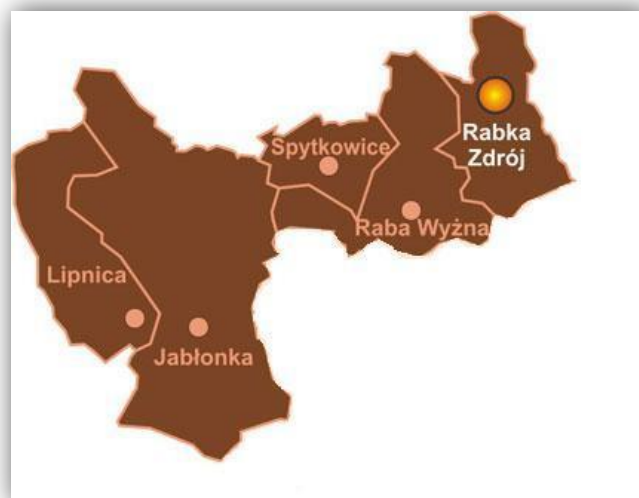 Rabka
Zdrój
Spytkowice
Raba Wyżna
Lipnica
Jabłonka